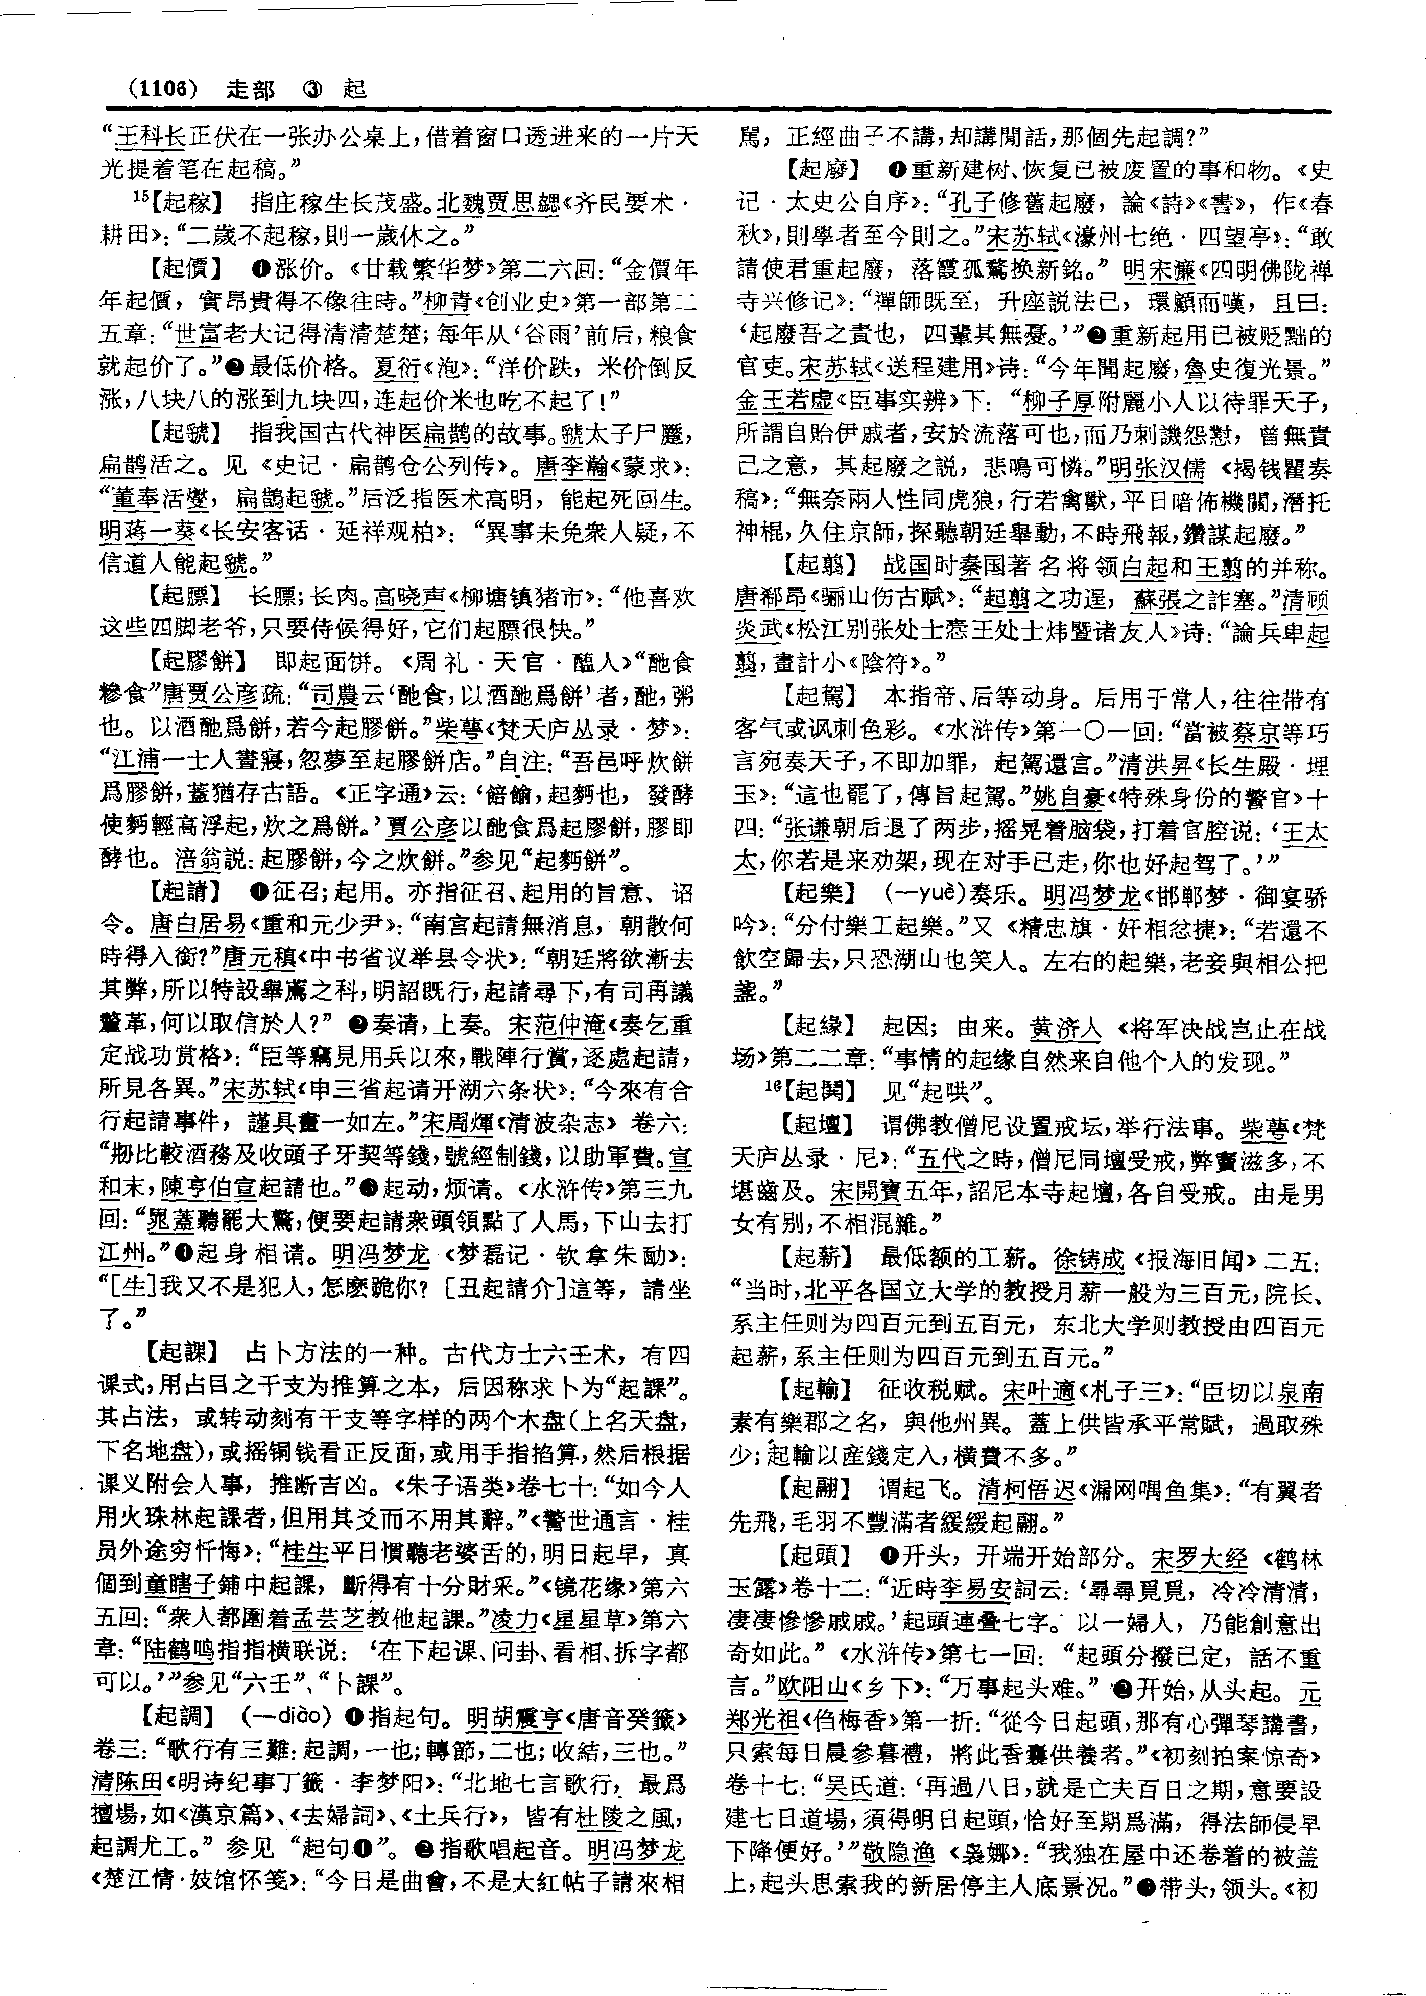 (1106) 走部 ③ 起
“王科长正伏在一张办公桌上，借着窗口透进来的一片天
光提着笔在起稿。”
15【起稼】 指庄稼生长茂盛。北魏贾思勰《齐民要术·
耕田》：“二歲不起稼，則一歲休之。”
【起價】 ❶涨价。《廿载繁华梦》第二六回：“金價年
年起價，實昂貴得不像往時。”柳青《创业史》第一部第二
五章：“世富老大记得清清楚楚；每年从‘谷雨’前后，粮食
就起价了。”❷最低价格。夏衍《泡》：“洋价跌，米价倒反
涨，八块八的涨到九块四，连起价米也吃不起了！”
【起虢】 指我国古代神医扁鹊的故事。虢太子尸蹷，
扁鹊活之。见《史记·扁鹊仓公列传》。唐李瀚《蒙求》：
“董奉活燮，扁鵲起虢。”后泛指医术高明，能起死回生。
明蒋一葵《长安客话·延祥观柏》：“異事未免衆人疑，不
信道人能起虢。”
【起膘】 长膘；长肉。高晓声《柳塘镇猪市》：“他喜欢
这些四脚老爷，只要侍候得好，它们起膘很快。”
【起膠餅】 即起面饼。《周礼·天官·醢人》“酏食
糝食”唐贾公彦疏：“司農云‘酏食，以酒酏爲餅’者，酏，粥
也。以酒酏爲餅，若今起膠餅。”柴萼《梵天庐丛录·梦》：
“江浦一士人晝寢，忽夢至起膠餅店。”自注：“吾邑呼炊餅
爲膠餅，蓋猶存古語。《正字通》云：‘䬳䭇，起麪也，發酵
使麪輕高浮起，炊之爲餅。’賈公彦以酏食爲起膠餅，膠即
酵也。涪翁説：起膠餅，今之炊餅。”参见“起麪餅”。
【起請】 ❶征召；起用。亦指征召、起用的旨意、诏
令。唐白居易《重和元少尹》：“南宫起請無消息，朝散何
時得入銜？”唐元稹《中书省议举县令状》：“朝廷將欲漸去
其弊，所以特設舉薦之科，明詔既行，起請尋下，有司再議
釐革，何以取信於人？”❷奏请，上奏。宋范仲淹《奏乞重
定战功赏格》：“臣等竊見用兵以來，戰陣行賞，逐處起請，
所見各異。”宋苏轼《申三省起请开湖六条状》：“今來有合
行起請事件，謹具畫一如左。”宋周煇《清波杂志》卷六：
“刱比較酒務及收頭子牙契等錢，號經制錢，以助軍費。宣
和末，陳亨伯宣起請也。”❸起动，烦请。《水浒传》第三九
回：“晁蓋聽罷大驚，便要起請衆頭領點了人馬，下山去打
江州。”❹起身相请。明冯梦龙《梦磊记·钦拿朱勔》：
“［生］我又不是犯人，怎麽跪你？［丑起請介］這等，請坐
了。”
【起課】 占卜方法的一种。古代方士六壬术，有四
课式，用占日之干支为推算之本，后因称求卜为“起課”。
其占法，或转动刻有干支等字样的两个木盘（上名天盘，
下名地盘），或摇铜钱看正反面，或用手指掐算，然后根据
课义附会人事，推断吉凶。《朱子语类》卷七十：“如今人
用火珠林起課者，但用其爻而不用其辭。”《警世通言·桂
员外途穷忏悔》：“桂生平日慣聽老婆舌的，明日起早，真
個到童瞎子鋪中起課，斷得有十分財采。”《镜花缘》第六
五回：“衆人都圍着孟芸芝教他起課。”凌力《星星草》第六
章：“陆鹤鸣指指横联说：‘在下起课、问卦、看相、拆字都
可以。’”参见“六壬”、“卜課”。
【起調】 （—diào）❶指起句。明胡震亨《唐音癸籤》
卷三：“歌行有三難：起調，一也；轉節，二也；收結，三也。”
清陈田《明诗纪事丁籖·李梦阳》：“北地七言歌行，最爲
擅場，如《漢京篇》、《去婦詞》、《士兵行》，皆有杜陵之風，
起調尤工。”参见“起句❶”。❷指歌唱起音。明冯梦龙
《楚江情·妓馆怀笺》：“今日是曲會，不是大紅帖子請來相
駡，正經曲子不講，却講閒話，那個先起調？”
【起廢】 ❶重新建树、恢复已被废置的事和物。《史
记·太史公自序》：“孔子修舊起廢，論《詩》《書》，作《春
秋》，則學者至今則之。”宋苏轼《濠州七绝·四望亭》：“敢
請使君重起廢，落霞孤鶩换新銘。”明宋濂《四明佛陇禅
寺兴修记》：“禪師既至，升座説法已，環顧而嘆，且曰：
‘起廢吾之責也，四輩其無憂。’”❷重新起用已被贬黜的
官吏。宋苏轼《送程建用》诗：“今年聞起廢，魯史復光景。”
金王若虚《臣事实辨》下：“柳子厚附麗小人以待罪天子，
所謂自貽伊戚者，安於流落可也，而乃刺譏怨懟，曾無責
己之意，其起廢之説，悲鳴可憐。”明张汉儒《揭钱瞿奏
稿》：“無奈兩人性同虎狼，行若禽獸，平日暗佈機關，潛托
神棍，久住京師，探聽朝廷舉動，不時飛報，鑽謀起廢。”
【起翦】 战国时秦国著名将领白起和王翦的并称。
唐郗昂《骊山伤古赋》：“起翦之功逞，蘇張之詐塞。”清顾
炎武《松江别张处士悫王处士炜暨诸友人》诗：“論兵卑起
翦，畫計小《陰符》。”
【起駕】 本指帝、后等动身。后用于常人，往往带有
客气或讽刺色彩。《水浒传》第一〇一回：“當被蔡京等巧
言宛奏天子，不即加罪，起駕還宫。”清洪昇《长生殿·埋
玉》：“這也罷了，傳旨起駕。”姚自豪《特殊身份的警官》十
四：“张谦朝后退了两步，摇晃着脑袋，打着官腔说：‘王太
太，你若是来劝架，现在对手已走，你也好起驾了。’”
【起樂】 （—yuè）奏乐。明冯梦龙《邯郸梦·御宴骄
吟》：“分付樂工起樂。”又《精忠旗·奸相忿捷》：“若還不
飲空歸去，只恐湖山也笑人。左右的起樂，老妾與相公把
盞。”
【起緣】 起因；由来。黄济人《将军决战岂止在战
场》第二二章：“事情的起缘自然来自他个人的发现。”
16【起鬨】 见“起哄”。
【起壇】 谓佛教僧尼设置戒坛，举行法事。柴萼《梵
天庐丛录·尼》：“五代之時，僧尼同壇受戒，弊竇滋多，不
堪齒及。宋開寶五年，詔尼本寺起壇，各自受戒。由是男
女有别，不相混雜。”
【起薪】 最低额的工薪。徐铸成《报海旧闻》二五：
“当时，北平各国立大学的教授月薪一般为三百元，院长、
系主任则为四百元到五百元，东北大学则教授由四百元
起薪，系主任则为四百元到五百元。”
【起輸】 征收税赋。宋叶適《札子三》：“臣切以泉南
素有樂郡之名，與他州異。蓋上供皆承平常賦，過取殊
少；起輸以産錢定入，横費不多。”
【起翮】 谓起飞。清柯悟迟《漏网喁鱼集》：“有翼者
先飛，毛羽不豐滿者緩緩起翮。”
【起頭】 ❶开头，开端开始部分。宋罗大经《鹤林
玉露》卷十二：“近時李易安詞云：‘尋尋覓覓，冷冷清清，
凄凄慘慘戚戚。’起頭連叠七字。以一婦人，乃能創意出
奇如此。”《水浒传》第七一回：“起頭分撥已定，話不重
言。”欧阳山《乡下》：“万事起头难。”❷开始，从头起。元
郑光祖《㑇梅香》第一折：“從今日起頭，那有心彈琴講書，
只索每日晨參暮禮，將此香囊供養者。”《初刻拍案惊奇》
卷十七：“吴氏道：‘再過八日，就是亡夫百日之期，意要設
建七日道場，須得明日起頭，恰好至期爲滿，得法師侵早
下降便好。’”敬隐渔《袅娜》：“我独在屋中还卷着的被盖
上，起头思索我的新居停主人底景况。”❸带头，领头。《初